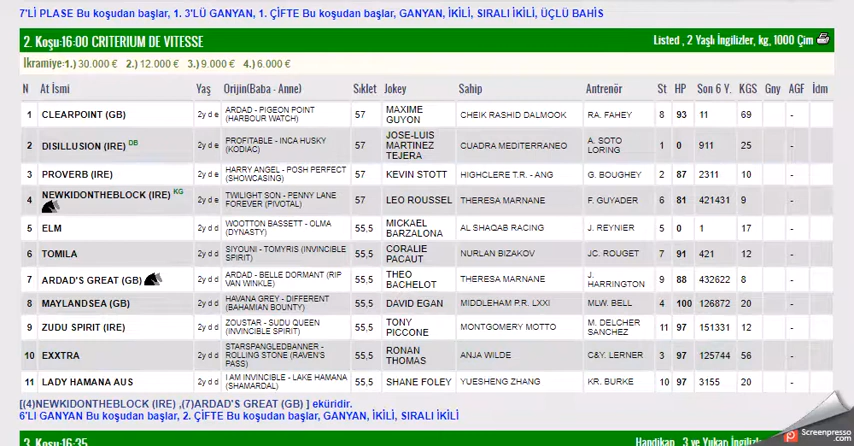 7'Lİ PLASE Bu koşudan başlar, 1. 3'LÜ GANYAN, 1. ÇİFTE Bu koşudan başlar, GANYAN, İKİLİ, SIRALI İKİLİ, ÜÇLÜ BAHİS
2. Koşu:16:00 CRITERIUM DE VITESSE Listed , 2 Yaşlı İngilizler, kg, 1000 Çim
İkramiye:1.) 30.000 € 2.) 12.000 € 3.) 9.000 € 4.) 6.000 €
N At İsmi Yaş Orijin(Baba - Anne) Sıklet Jokey Sahip Antrenör St HP Son 6 Y. KGS Gny AGF İdm
1 CLEARPOINT (GB) 2y d e ARDAD - PIGEON POINT (HARBOUR WATCH) 57 MAXIME GUYON CHEIK RASHID DALMOOK RA. FAHEY 8 93 11 69 -
2 DISILLUSION (IRE) DB 2y d e PROFITABLE - INCA HUSKY (KODIAC) 57 JOSE-LUIS MARTINEZ TEJERA CUADRA MEDITERRANEO A. SOTO LORING 1 0 911 25 -
3 PROVERB (IRE) 2y d e HARRY ANGEL - POSH PERFECT (SHOWCASING) 57 KEVIN STOTT HIGHCLERE T.R. - ANG G. BOUGHEY 2 87 2311 10 -
4 NEWKIDONTHEBLOCK (IRE) KG 2y d e TWILIGHT SON - PENNY LANE FOREVER (PIVOTAL) 57 LEO ROUSSEL THERESA MARNANE F. GUYADER 6 81 421431 9 -
5 ELM 2y d d WOOTTON BASSETT - OLMA (DYNASTY) 55,5 MICKAEL BARZALONA AL SHAQAB RACING J. REYNIER 5 0 1 17 -
6 TOMILA 2y d d SIYOUNI - TOMYRIS (INVINCIBLE SPIRIT) 55,5 CORALIE PACAUT NURLAN BIZAKOV JC. ROUGET 7 91 421 12 -
7 ARDAD'S GREAT (GB) 2y d d ARDAD - BELLE DORMANT (RIP VAN WINKLE) 55,5 THEO BACHELOT THERESA MARNANE J. HARRINGTON 9 88 432622 8 -
8 MAYLANDSEA (GB) 2y d d HAVANA GREY - DIFFERENT (BAHAMIAN BOUNTY) 55,5 DAVID EGAN MIDDLEHAM P.R. LXXI MLW. BELL 4 100 126872 20 -
9 ZUDU SPIRIT (IRE) 2y d d ZOUSTAR - SUDU QUEEN (INVINCIBLE SPIRIT) 55,5 TONY PICCONE MONTGOMERY MOTTO M. DELCHER SANCHEZ 11 97 151331 12 -
10 EXXTRA 2y d d STARSPANGLEDBANNER - ROLLING STONE (RAVEN'S PASS) 55,5 RONAN THOMAS ANJA WILDE C&Y. LERNER 3 97 125744 56 -
11 LADY HAMANA AUS 2y d d I AM INVINCIBLE - LAKE HAMANA (SHAMARDAL) 55,5 SHANE FOLEY YUESHENG ZHANG KR. BURKE 10 97 3155 20 -
[(4)NEWKIDONTHEBLOCK (IRE) ,(7)ARDAD'S GREAT (GB) ] eküridir.
6'LI GANYAN Bu koşudan başlar, 2. ÇİFTE Bu koşudan başlar, GANYAN, İKİLİ, SIRALI İKİLİ
3. Koşu:16:35 Handikap , 3 ve Yukarı İngiliz
Screenpresso
.com